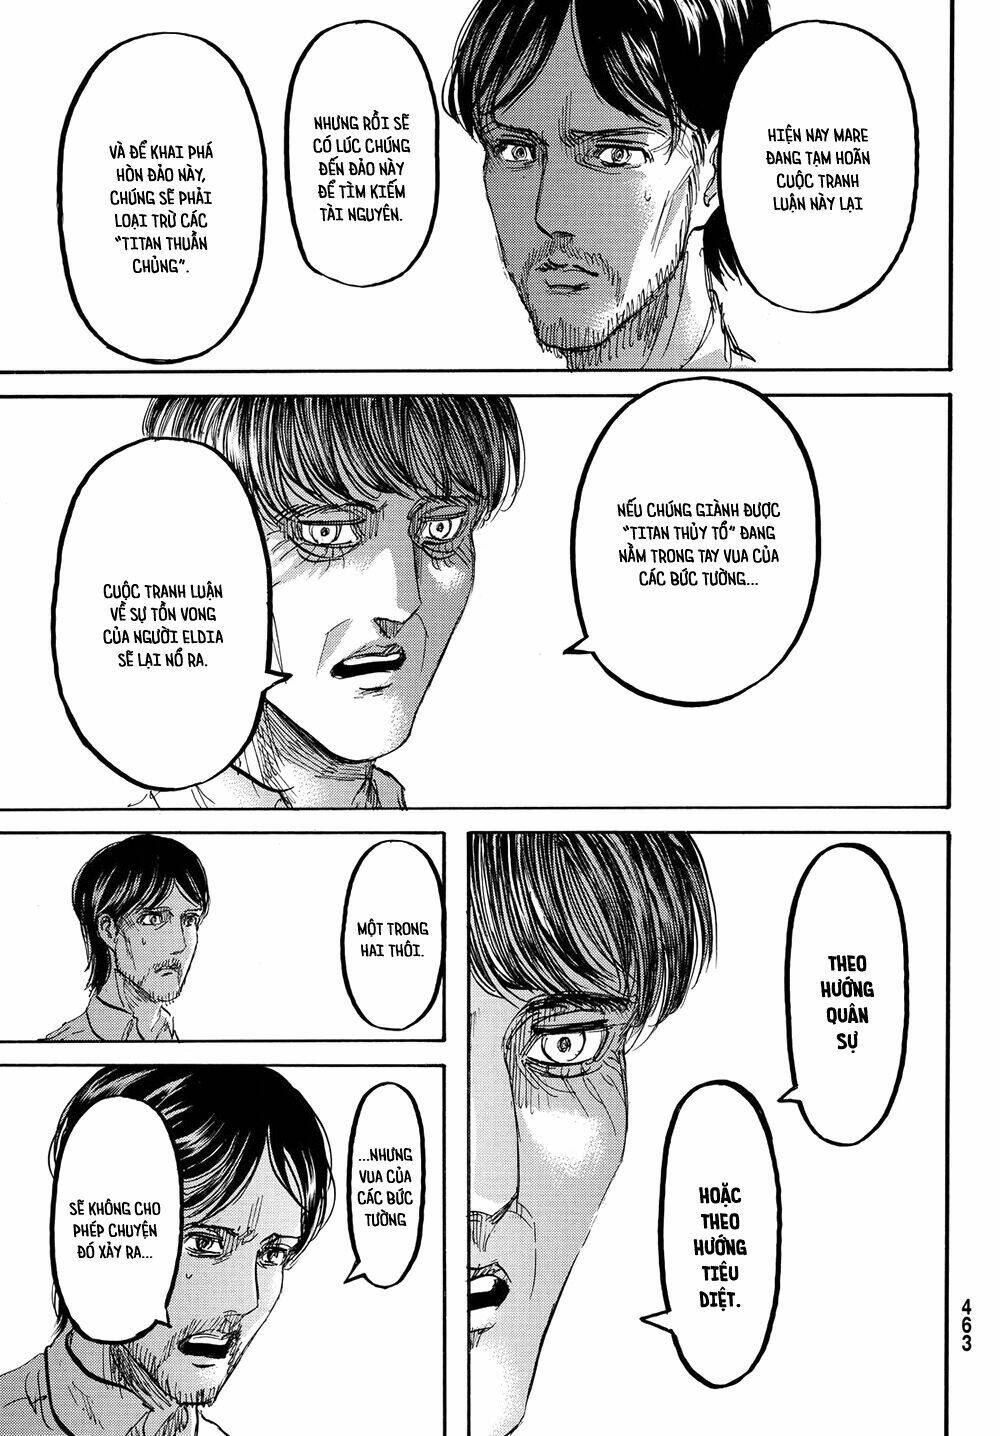 HIỆN NAY MARE
ĐANG TẠM HOÃN
CUỘC TRANH
LUẬN NÀY LẠI
NHƯNG RỒI SẼ
CÓ LÚC CHÚNG
ĐẾN ĐẢO NÀY
ĐỂ TÌM KIẾM
TÀI NGUYÊN.
VÀ ĐỂ KHAI PHÁ
HÒN ĐẢO NÀY,
CHÚNG SẼ PHẢI
LOẠI TRỪ CÁC
"TITAN THUẦN
CHỦNG".
NẾU CHÚNG GIÀNH ĐƯỢC
"TITAN THỦY TỔ" ĐANG
NẰM TRONG TAY VUA CỦA
CÁC BỨC TƯỜNG...
CUỘC TRANH LUẬN
VỀ SỰ TỒN VONG
CỦA NGƯỜI ELDIA
SẼ LẠI NỔ RA.
THEO
HƯỚNG
QUÂN
SỰ
HOẶC
THEO
HƯỚNG
TIÊU
DIỆT.
MỘT TRONG
HAI THÔI.
...NHƯNG
VUA CỦA
CÁC BỨC
TƯỜNG
SẼ KHÔNG CHO
PHÉP CHUYỆN
ĐÓ XẢY RA...
463